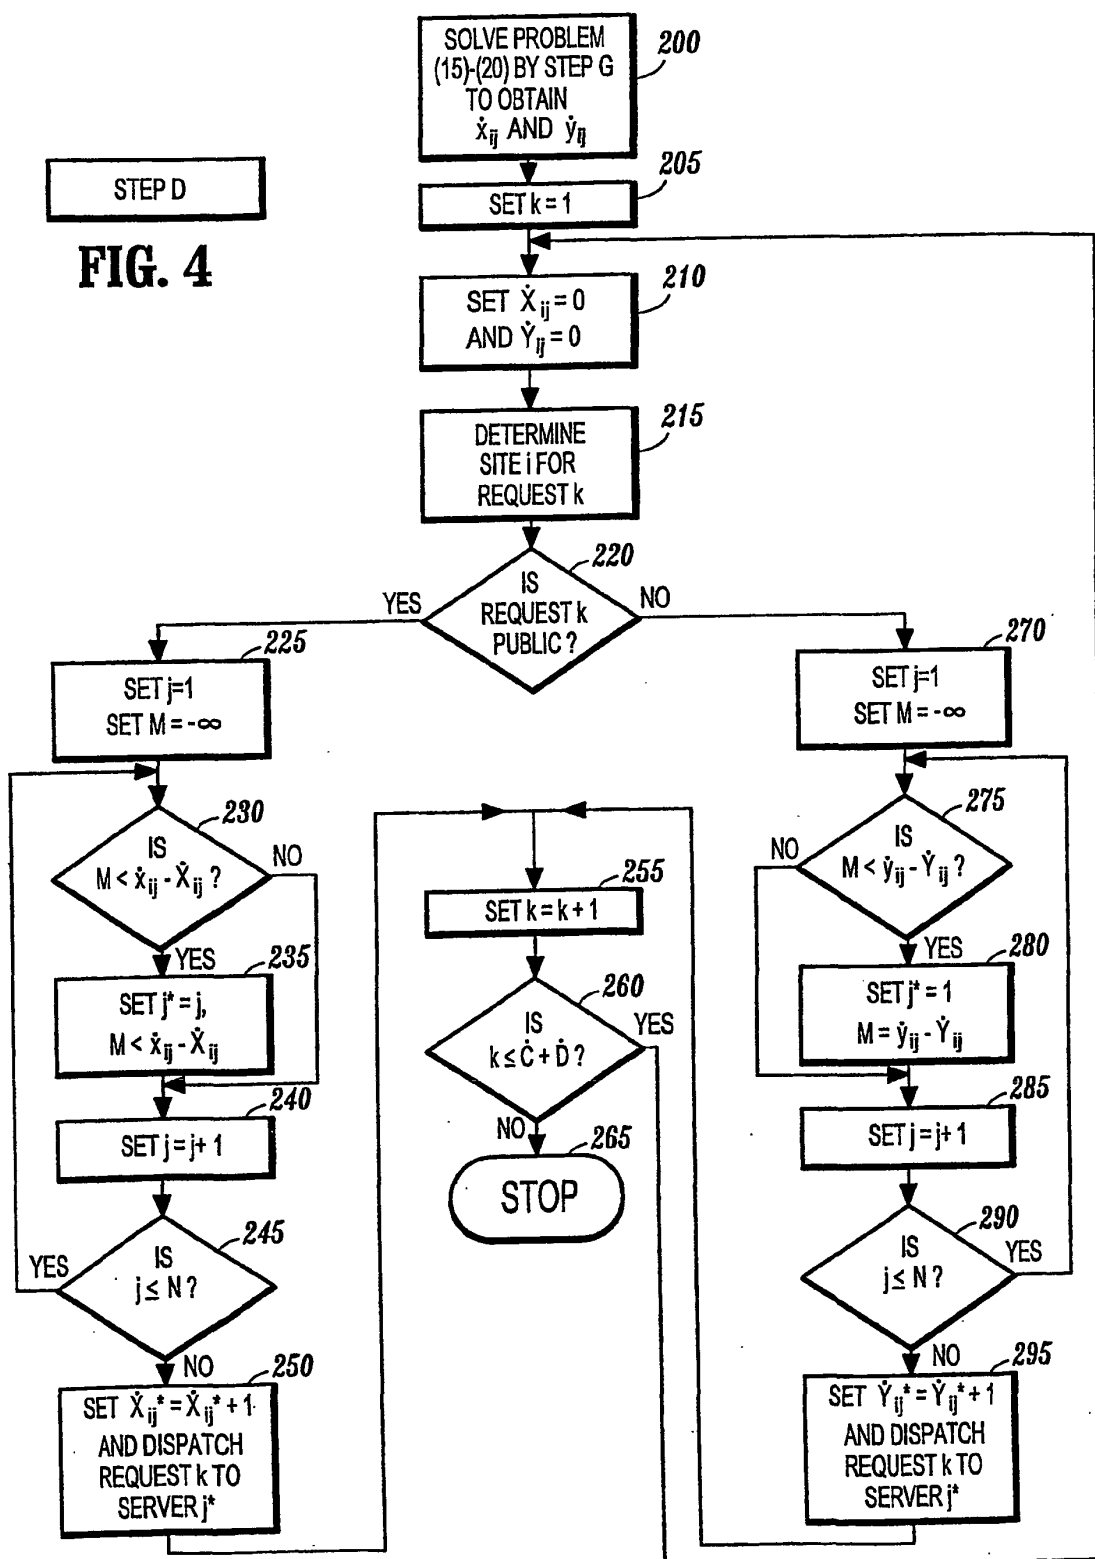 SOLVE PROBLEM
(15)-(20) BY STEP G
TO OBTAIN
ẋij AND ẏij
200
STEP D
FIG. 4
SET k = 1
205
SET Ẋij = 0
AND Ẏij = 0
210
DETERMINE
SITE i FOR
REQUEST k
215
IS
REQUEST k
PUBLIC ?
220
YES
NO
SET j=1
SET M = -∞
225
SET j=1
SET M = -∞
270
IS
M < ẋij - Ẋij ?
230
NO
YES
SET j* = j,
M < ẋij - Ẋij
235
SET j = j+ 1
240
IS
j ≤ N ?
245
YES
NO
SET Ẋij* = Ẋij* + 1
AND DISPATCH
REQUEST k TO
SERVER j*
250
SET k = k + 1
255
IS
k ≤ Ċ + Ḋ ?
260
YES
NO
STOP
265
IS
M < ẏij - Ẏij ?
275
NO
YES
SET j* = 1
M = ẏij - Ẏij
280
SET j = j+ 1
285
IS
j ≤ N ?
290
YES
NO
SET Ẏij* = Ẏij* + 1
AND DISPATCH
REQUEST k TO
SERVER j*
295